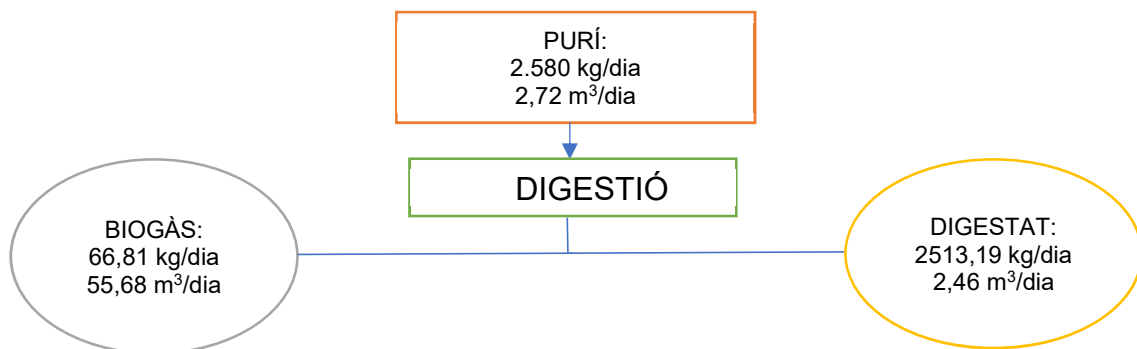 PURÍ:
2.580 kg/dia
2,72 m³/dia
DIGESTIÓ
BIOGÀS:
66,81 kg/dia
55,68 m³/dia
DIGESTAT:
2513,19 kg/dia
2,46 m³/dia